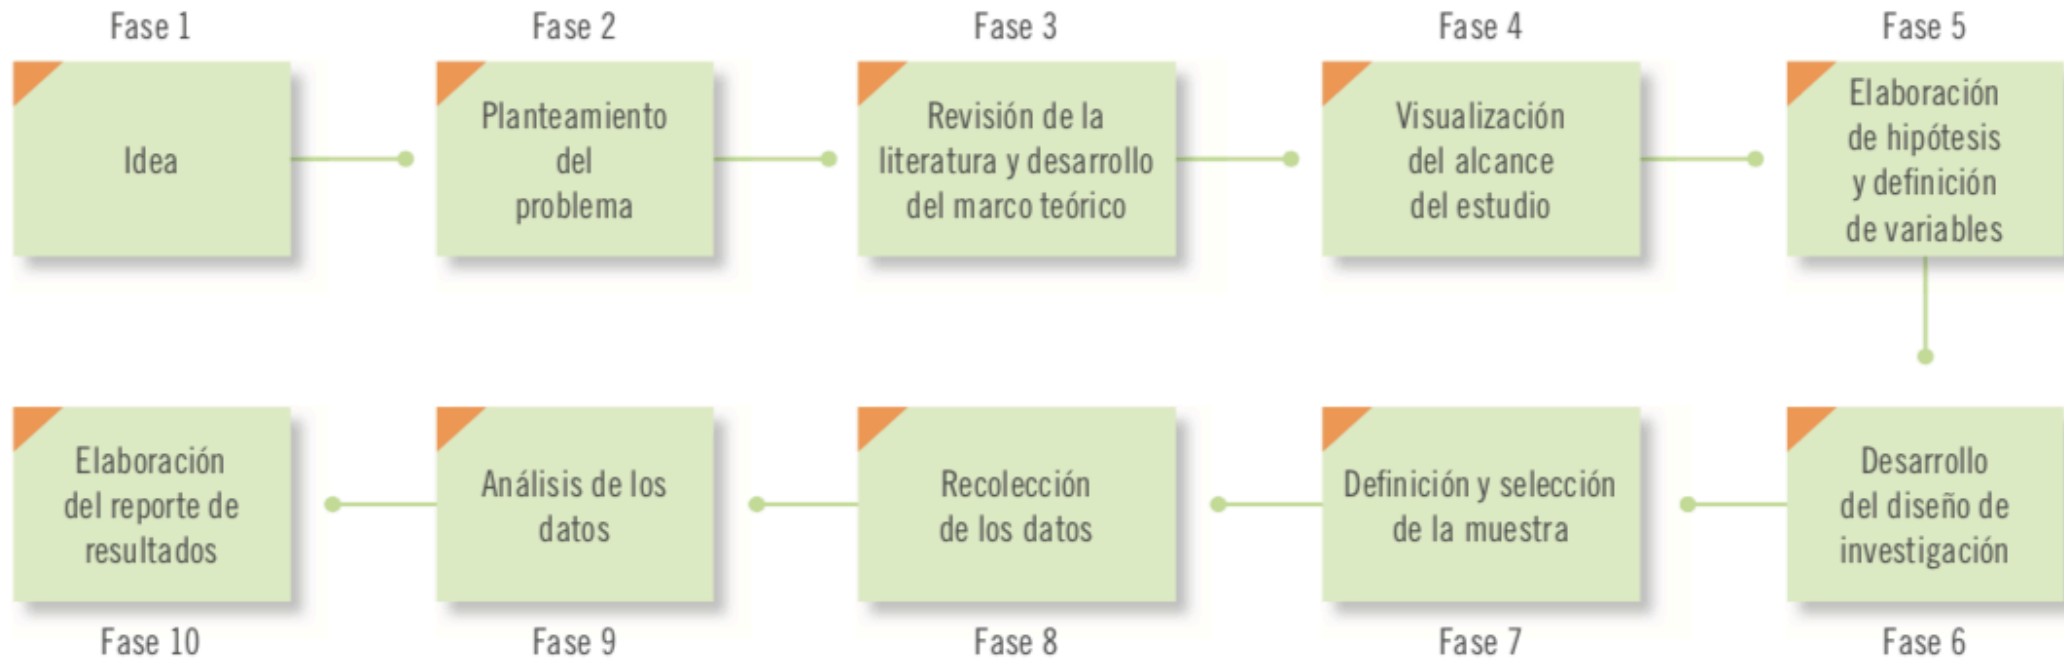 Fase 1
Idea
Fase 2
Planteamiento
del
problema
Fase 3
Revisión de la
literatura y desarrollo
del marco teórico
Fase 4
Visualización
del alcance
del estudio
Fase 5
Elaboración
de hipótesis
y definición
de variables
Desarrollo
del diseño de
investigación
Fase 6
Definición y selección
de la muestra
Fase 7
Recolección
de los datos
Fase 8
Análisis de los
datos
Fase 9
Elaboración
del reporte de
resultados
Fase 10